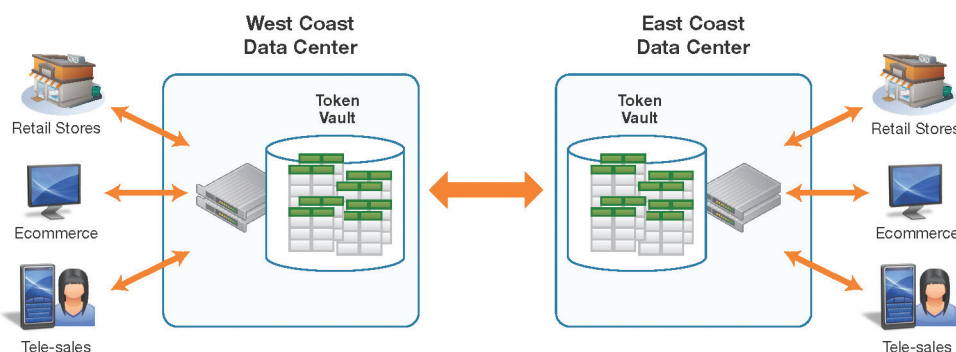 West Coast
Data Center
East Coast
Data Center
Token
Vault
Token
Vault
Retail Stores
Ecommerce
Tele-sales
Retail Stores
Ecommerce
Tele-sales